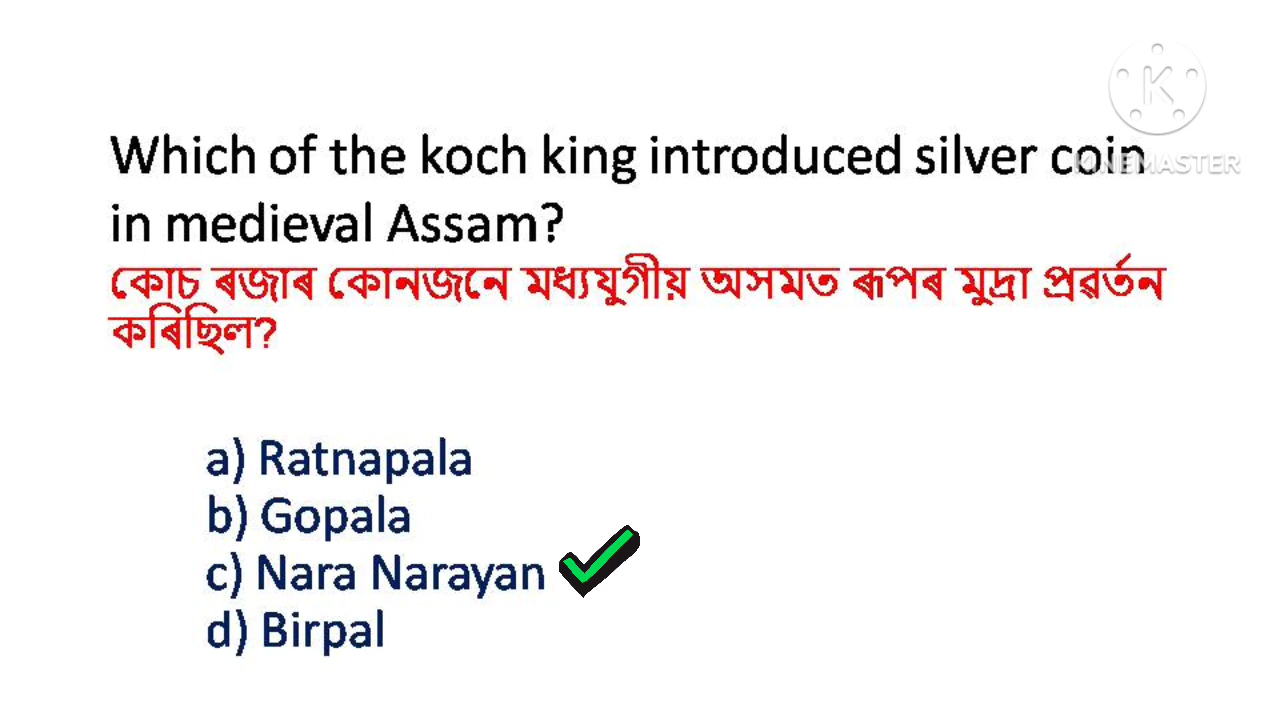 K
KINEMASTER
Which of the koch king introduced silver coin
in medieval Assam?
কোচ ৰজাৰ কোনজনে মধ্যযুগীয় অসমত ৰূপৰ মুদ্ৰা প্ৰৱৰ্তন
কৰিছিল?
a) Ratnapala
b) Gopala
c) Nara Narayan
d) Birpal